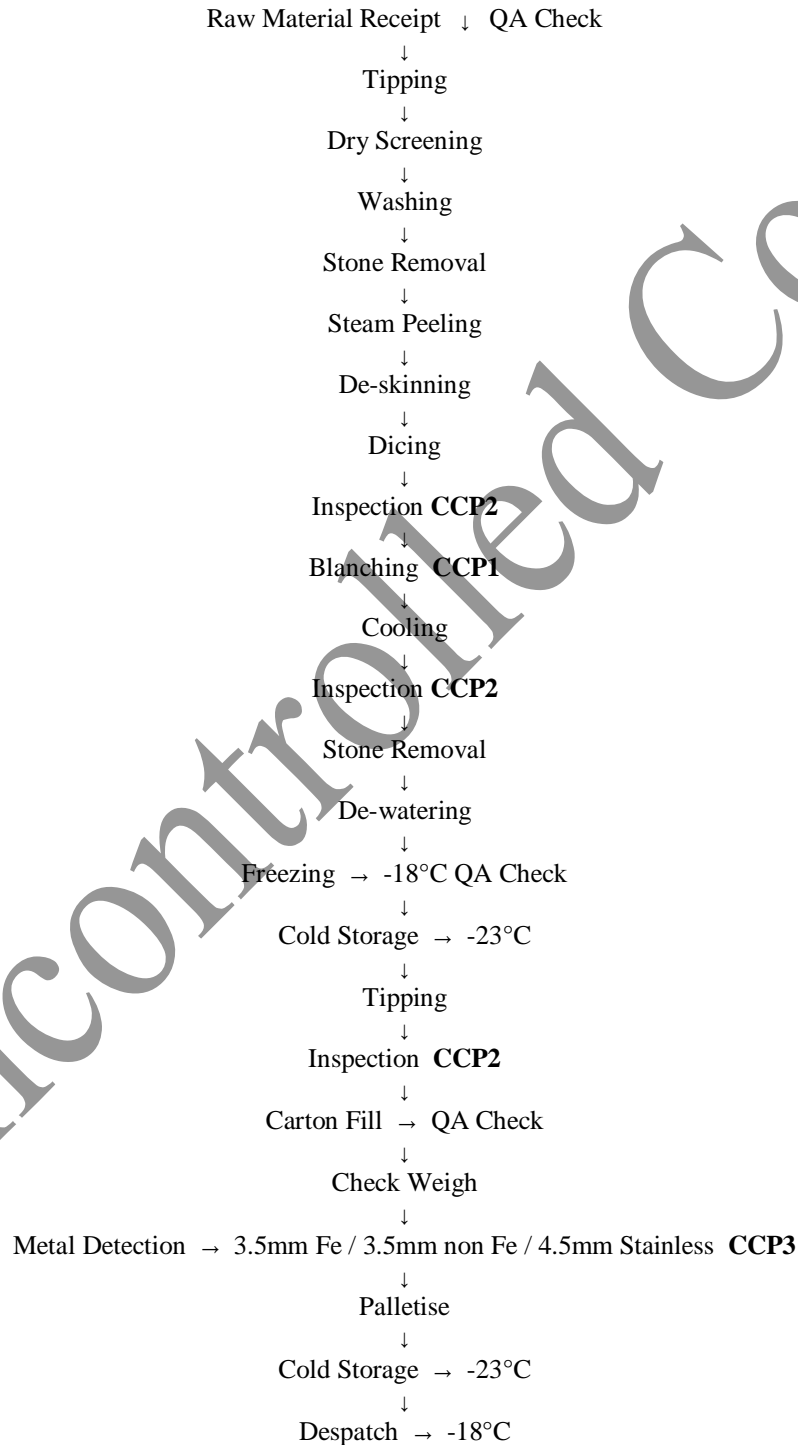 Raw Material Receipt ↓ QA Check
↓
Tipping
↓
Dry Screening
↓
Washing
↓
Stone Removal
↓
Steam Peeling
↓
De-skinning
↓
Dicing
↓
Inspection CCP2
↓
Blanching CCP1
↓
Cooling
↓
Inspection CCP2
↓
Stone Removal
↓
De-watering
↓
Freezing → -18°C QA Check
↓
Cold Storage → -23°C
↓
Tipping
↓
Inspection CCP2
↓
Carton Fill → QA Check
↓
Check Weigh
↓
Metal Detection → 3.5mm Fe / 3.5mm non Fe / 4.5mm Stainless CCP3
↓
Palletise
↓
Cold Storage → -23°C
↓
Despatch → -18°C
ncontrolled Co